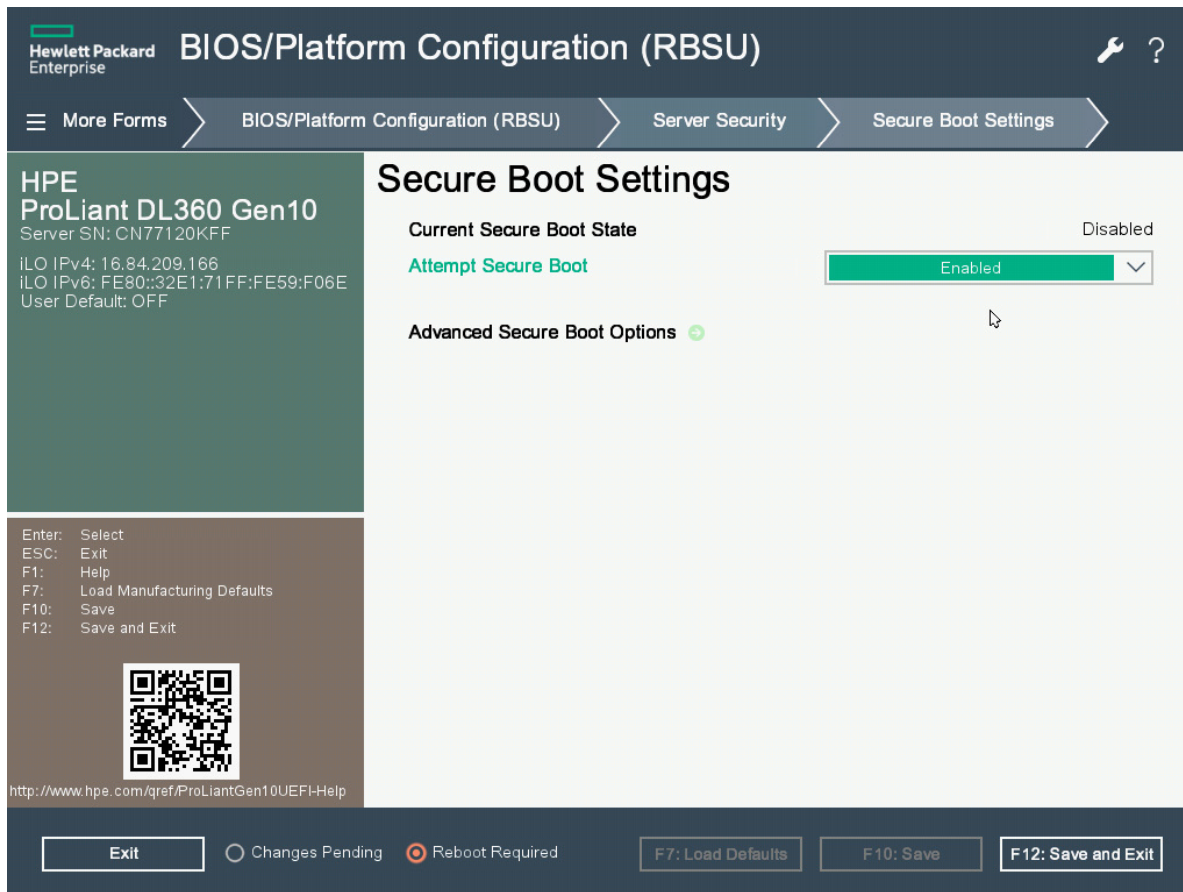 Hewlett Packard
Enterprise
BIOS/Platform Configuration (RBSU)
?
More Forms
BIOS/Platform Configuration (RBSU)
Server Security
Secure Boot Settings
HPE
ProLiant DL360 Gen10
Server SN: CN77120KFF
iLO IPv4: 16.84.209.166
iLO IPv6: FE80::32E1:71FF:FE59:F06E
User Default: OFF
Secure Boot Settings
Current Secure Boot State Disabled
Attempt Secure Boot Enabled
Advanced Secure Boot Options
Enter: Select
ESC: Exit
F1: Help
F7: Load Manufacturing Defaults
F10: Save
F12: Save and Exit
http://www.hpe.com/qref/ProLiantGen10UEFI-Help
Exit
Changes Pending
Reboot Required
F7: Load Defaults
F10: Save
F12: Save and Exit